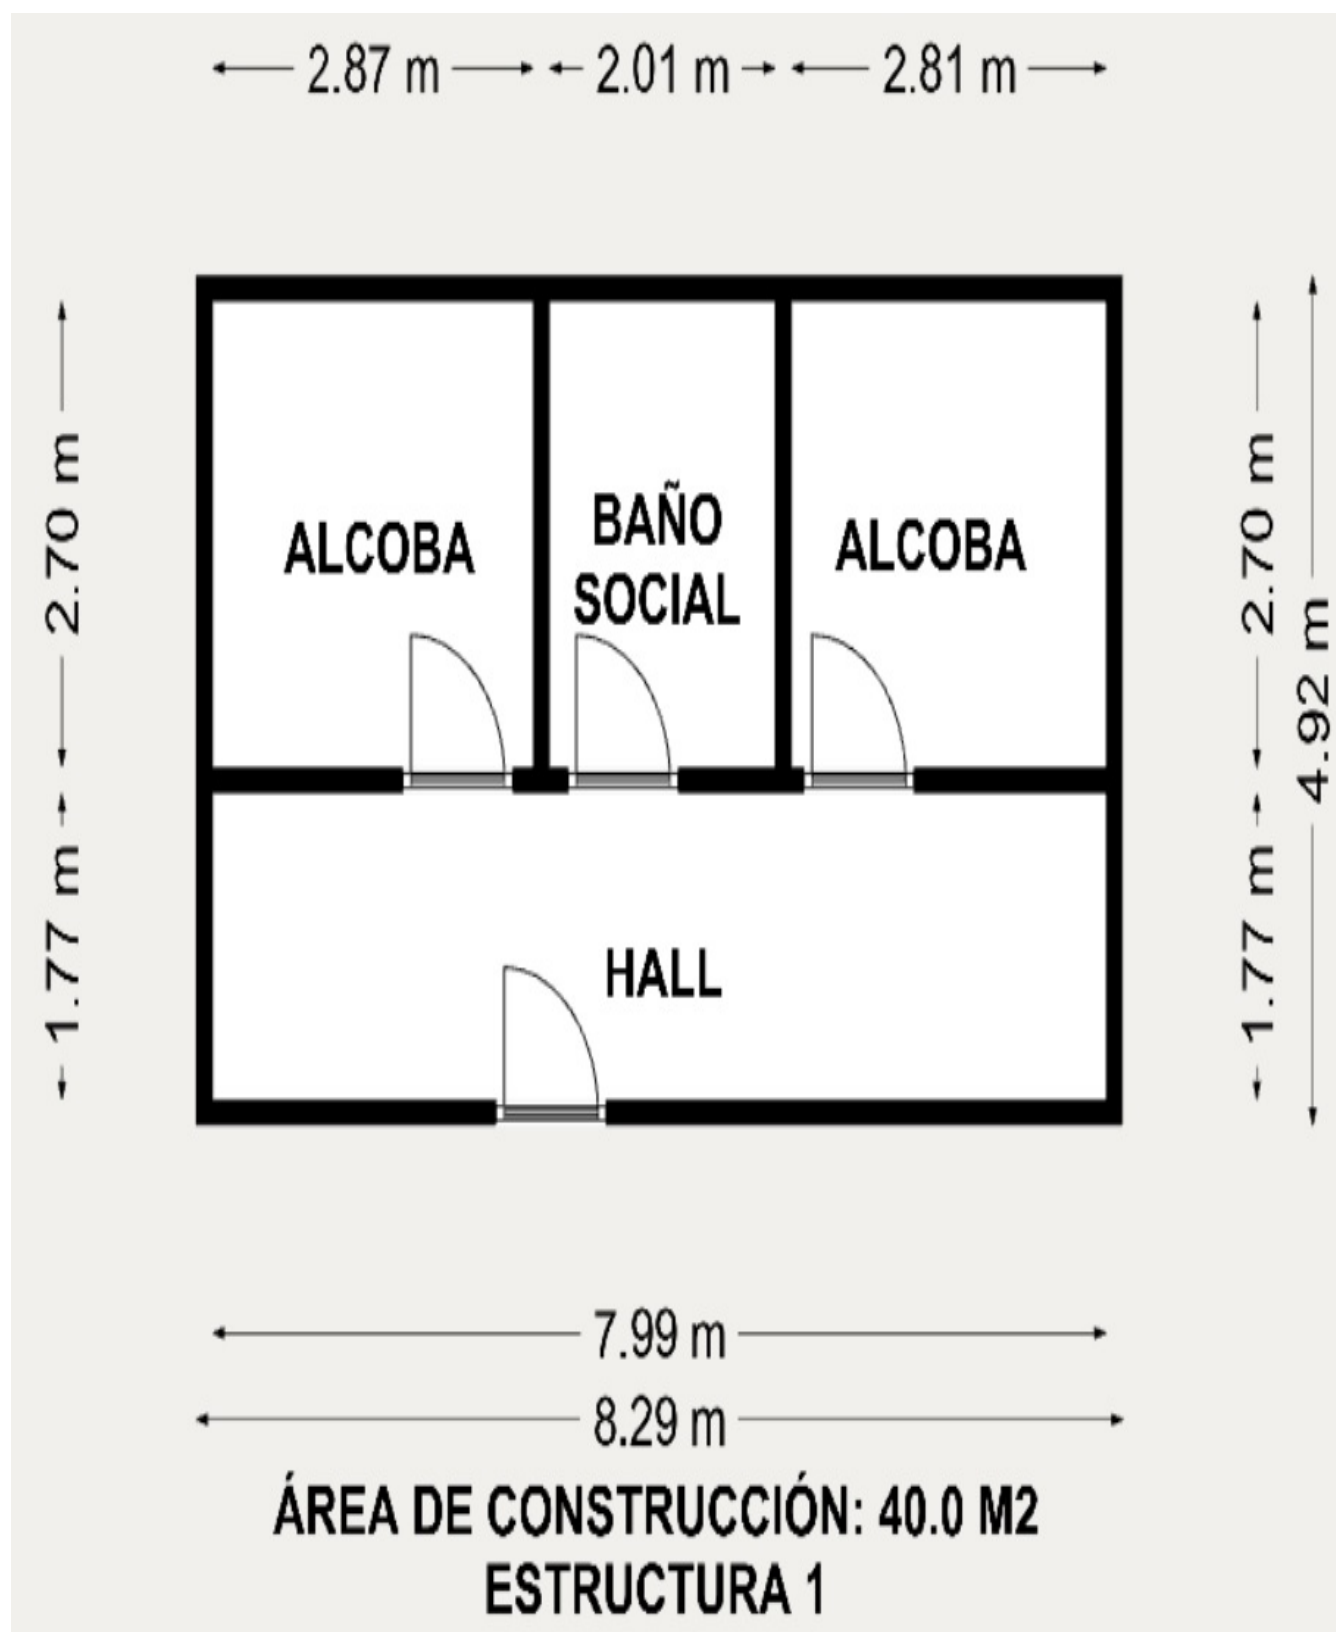 2.87 m 2.01 m 2.81 m
2.70 m
1.77 m
ALCOBA
BAÑO
SOCIAL
ALCOBA
HALL
2.70 m
1.77 m
4.92 m
7.99 m
8.29 m
ÁREA DE CONSTRUCCIÓN: 40.0 M2
ESTRUCTURA 1